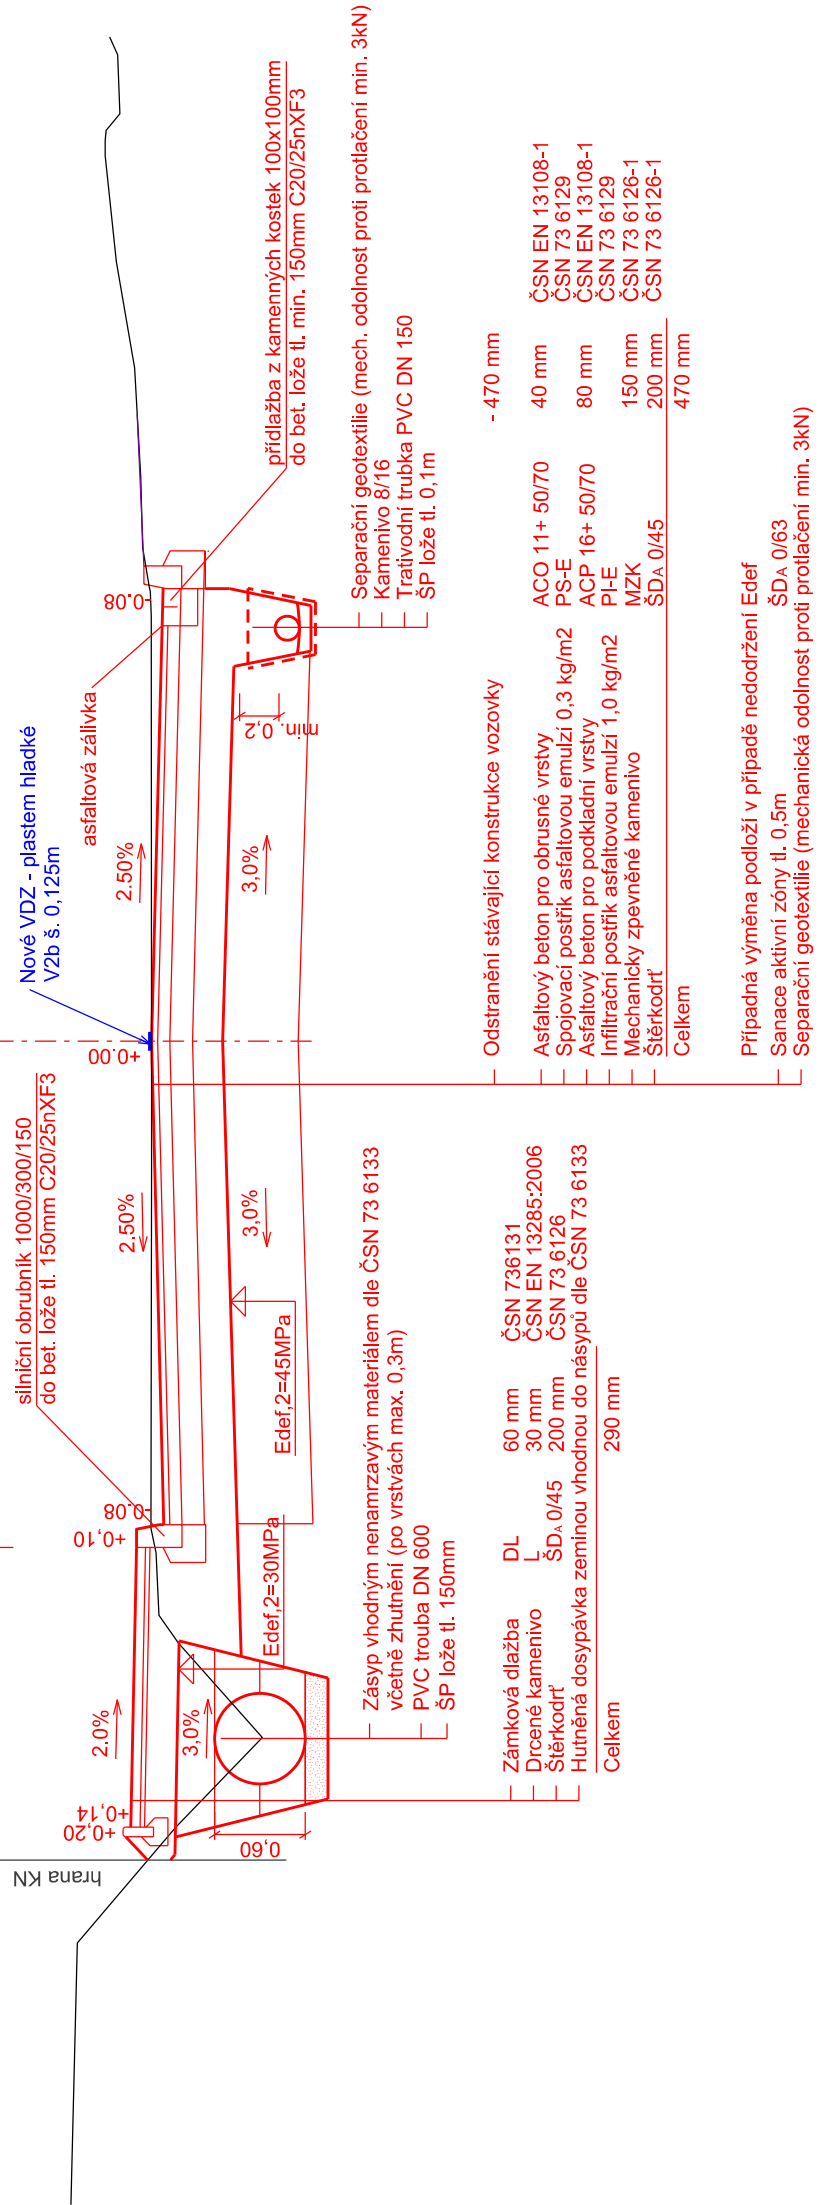 hrana KN
+0,20
+0,14
2.0%
3,0%
0,60
Edef,2=30MPa
+0,10
-0.08
silniční obrubník 1000/300/150
do bet. lože tl. 150mm C20/25nXF3
2.50%
3,0%
Edef,2=45MPa
+0.00
Nové VDZ - plastem hladké
V2b š. 0,125m
2.50%
3,0%
asfaltová zálivka
min. 0,2
-0.08
přídlažba z kamenných kostek 100x100mm
do bet. lože tl. min. 150mm C20/25nXF3
Separační geotextilie (mech. odolnost proti protlačení min. 3kN)
Kamenivo 8/16
Trativodní trubka PVC DN 150
ŠP lože tl. 0,1m
Zásyp vhodným nenamrzavým materiálem dle ČSN 73 6133
včetně zhutnění (po vrstvách max. 0,3m)
PVC trouba DN 600
ŠP lože tl. 150mm
Zámková dlažba DL 60 mm ČSN 736131
Drcené kamenivo L 30 mm ČSN EN 13285:2006
Štěrkodrť ŠDA 0/45 200 mm ČSN 73 6126
Hutněná dosypávka zeminou vhodnou do násypů dle ČSN 73 6133
Celkem 290 mm
Odstranění stávající konstrukce vozovky - 470 mm
Asfaltový beton pro obrusné vrstvy ACO 11+ 50/70 40 mm ČSN EN 13108-1
Spojovací postřik asfaltovou emulzí 0,3 kg/m2 PS-E ČSN 73 6129
Asfaltový beton pro podkladní vrstvy ACP 16+ 50/70 80 mm ČSN EN 13108-1
Infiltrační postřik asfaltovou emulzí 1,0 kg/m2 PI-E ČSN 73 6129
Mechanicky zpevněné kamenivo MZK 150 mm ČSN 73 6126-1
Štěrkodrť ŠDA 0/45 200 mm ČSN 73 6126-1
Celkem 470 mm
Případná výměna podloží v případě nedodržení Edef
Sanace aktivní zóny tl. 0,5m ŠDA 0/63
Separační geotextilie (mechanická odolnost proti protlačení min. 3kN)